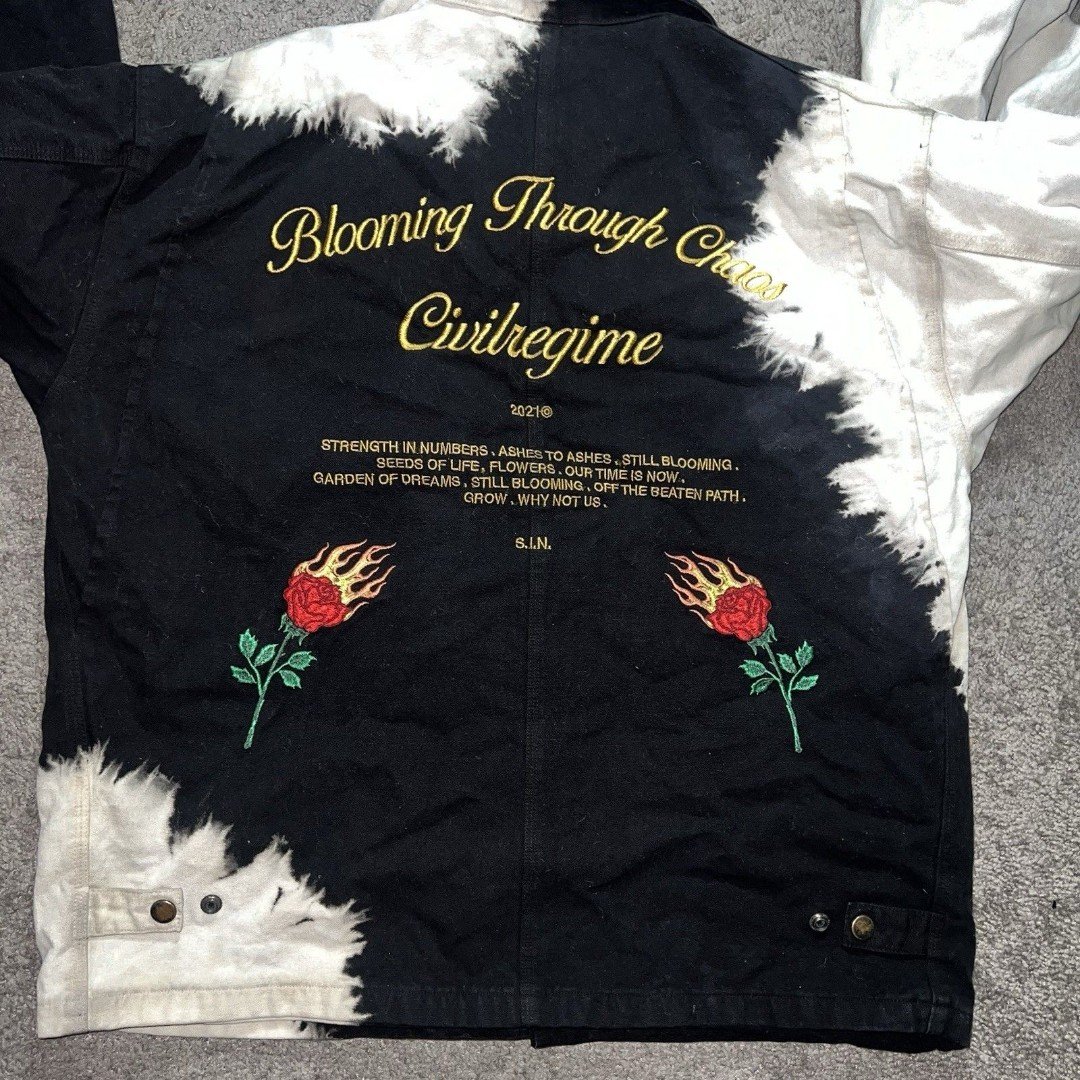 Blooming Through Chaos
Civilregime
2021©
STRENGTH IN NUMBERS . ASHES TO ASHES . STILL BLOOMING .
SEEDS OF LIFE, FLOWERS . OUR TIME IS NOW .
GARDEN OF DREAMS . STILL BLOOMING . OFF THE BEATEN PATH .
GROW . WHY NOT US .
S.I.N.